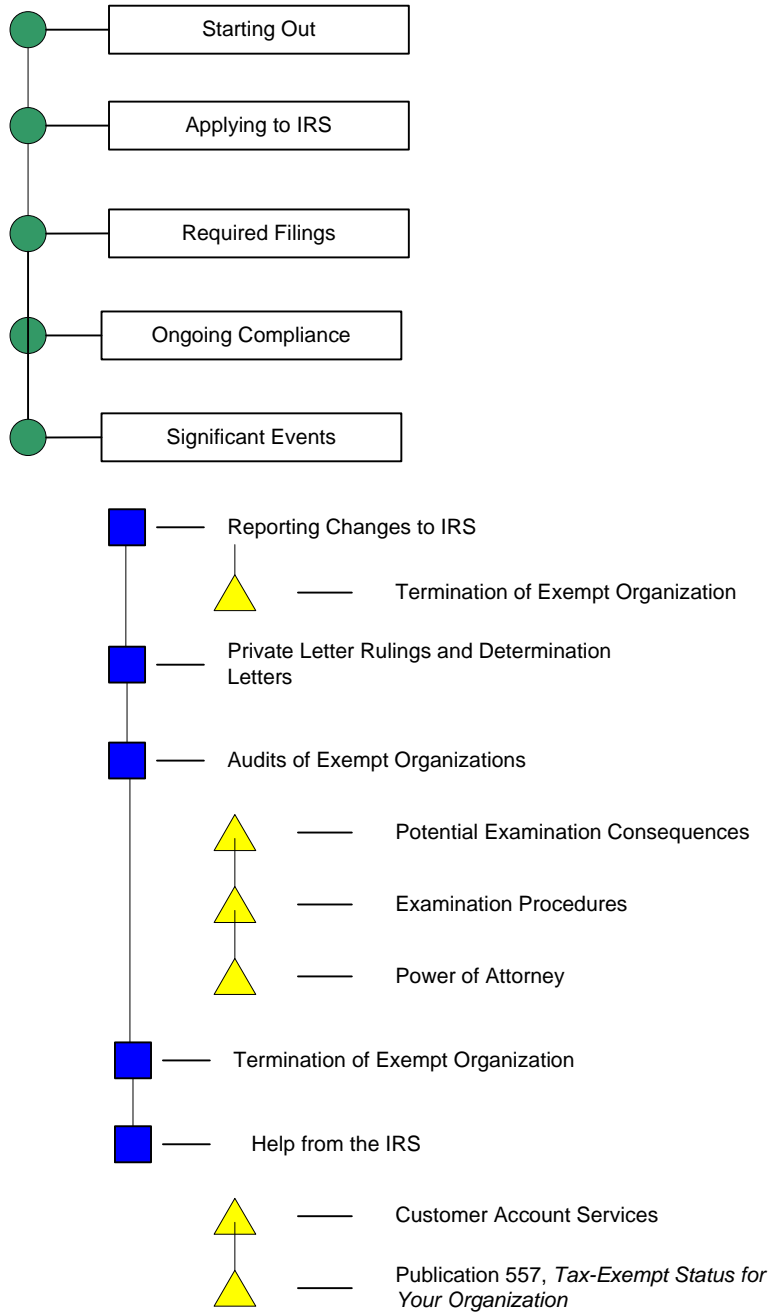 Starting Out
Applying to IRS
Required Filings
Ongoing Compliance
Significant Events
Reporting Changes to IRS
Termination of Exempt Organization
Private Letter Rulings and Determination
Letters
Audits of Exempt Organizations
Potential Examination Consequences
Examination Procedures
Power of Attorney
Termination of Exempt Organization
Help from the IRS
Customer Account Services
Publication 557, Tax-Exempt Status for
Your Organization